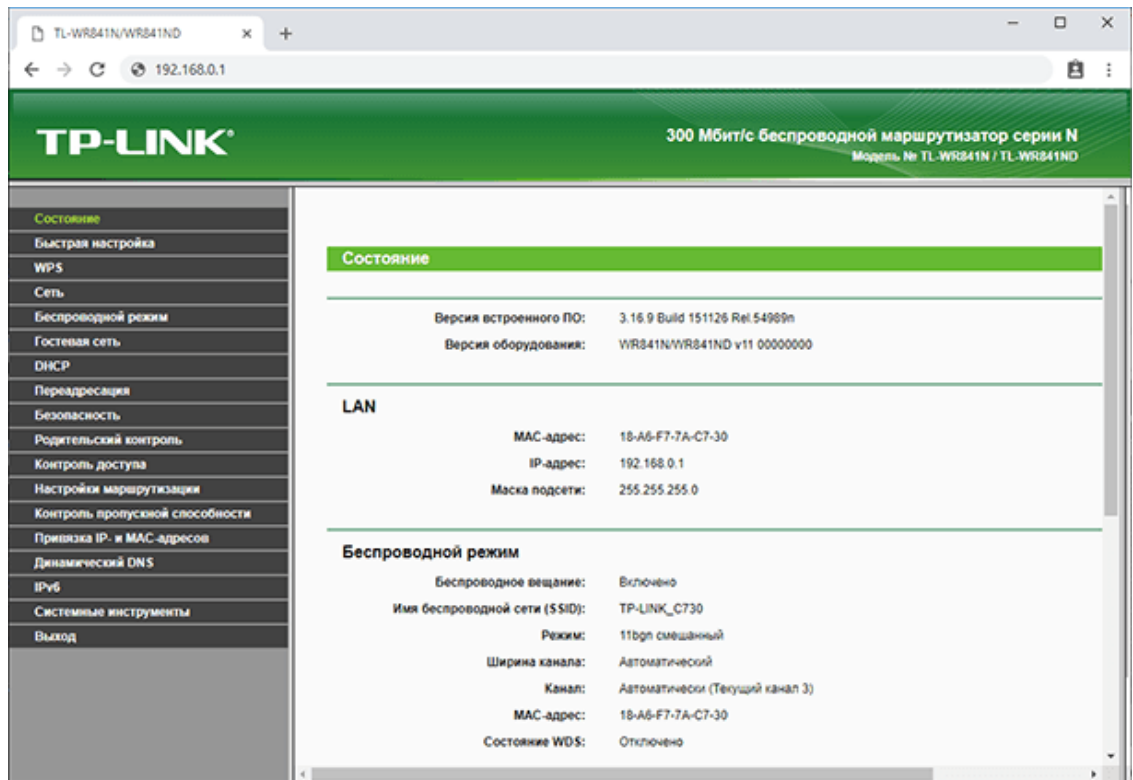 TL-WR841N/WR841ND
192.168.0.1
TP-LINK®
300 Мбит/с беспроводной маршрутизатор серии N
Модель № TL-WR841N / TL-WR841ND
Состояние
Быстрая настройка
WPS
Сеть
Беспроводной режим
Гостевая сеть
DHCP
Переадресация
Безопасность
Родительский контроль
Контроль доступа
Настройки маршрутизации
Контроль пропускной способности
Привязка IP- и MAC-адресов
Динамический DNS
IPv6
Системные инструменты
Выход
Состояние
Версия встроенного ПО: 3.16.9 Build 151126 Rel.54989n
Версия оборудования: WR841N/WR841ND v11 00000000
LAN
MAC-адрес: 18-A6-F7-7A-C7-30
IP-адрес: 192.168.0.1
Маска подсети: 255.255.255.0
Беспроводной режим
Беспроводное вещание: Включено
Имя беспроводной сети (SSID): TP-LINK_C730
Режим: 11bgn смешанный
Ширина канала: Автоматический
Канал: Автоматически (Текущий канал 3)
MAC-адрес: 18-A6-F7-7A-C7-30
Состояние WDS: Отключено